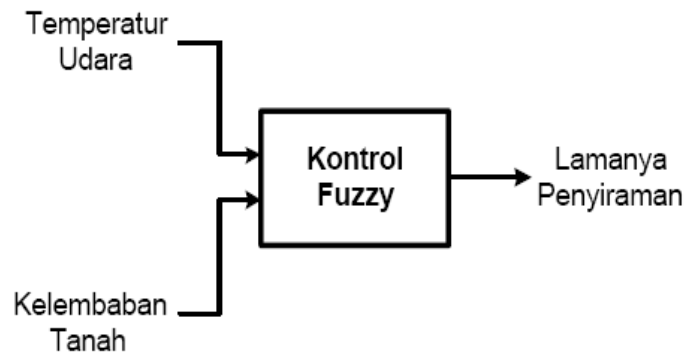 Temperatur
Udara
Kontrol
Fuzzy
Lamanya
Penyiraman
Kelembaban
Tanah